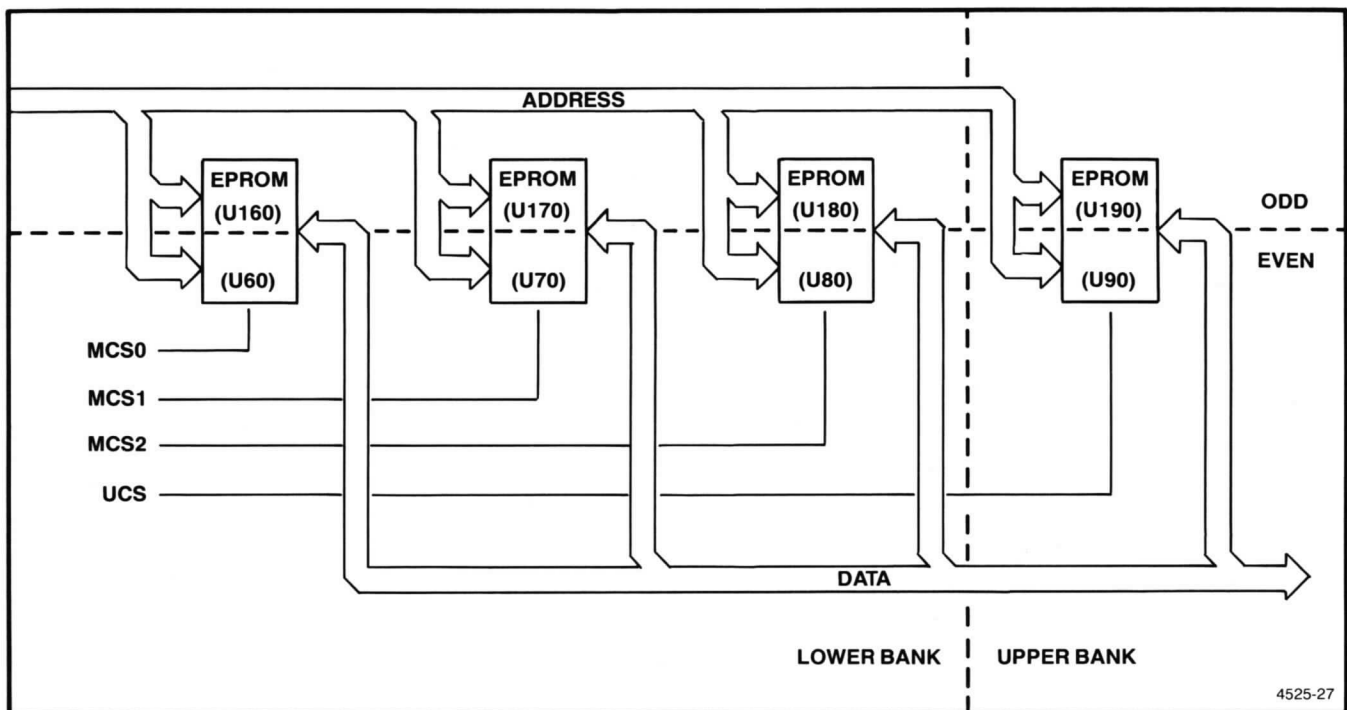 ADDRESS
EPROM
(U160)
(U60)
EPROM
(U170)
(U70)
EPROM
(U180)
(U80)
EPROM
(U190)
(U90)
ODD
EVEN
MCS0
MCS1
MCS2
UCS
DATA
LOWER BANK
UPPER BANK
4525-27